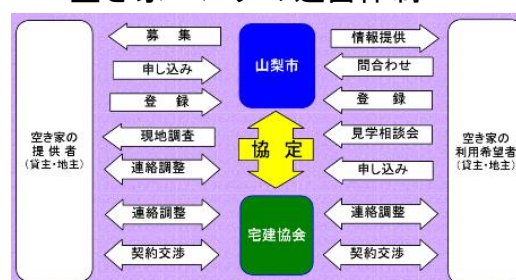 募 集
情報提供
山梨市
申し込み
問合わせ
登 録
登 録
空き家の
提 供 者
(貸主・地主)
現地調査
協 定
見学相談会
空き家の
利用希望者
(貸主・地主)
連絡調整
申し込み
連絡調整
宅建協会
連絡調整
契約交渉
契約交渉